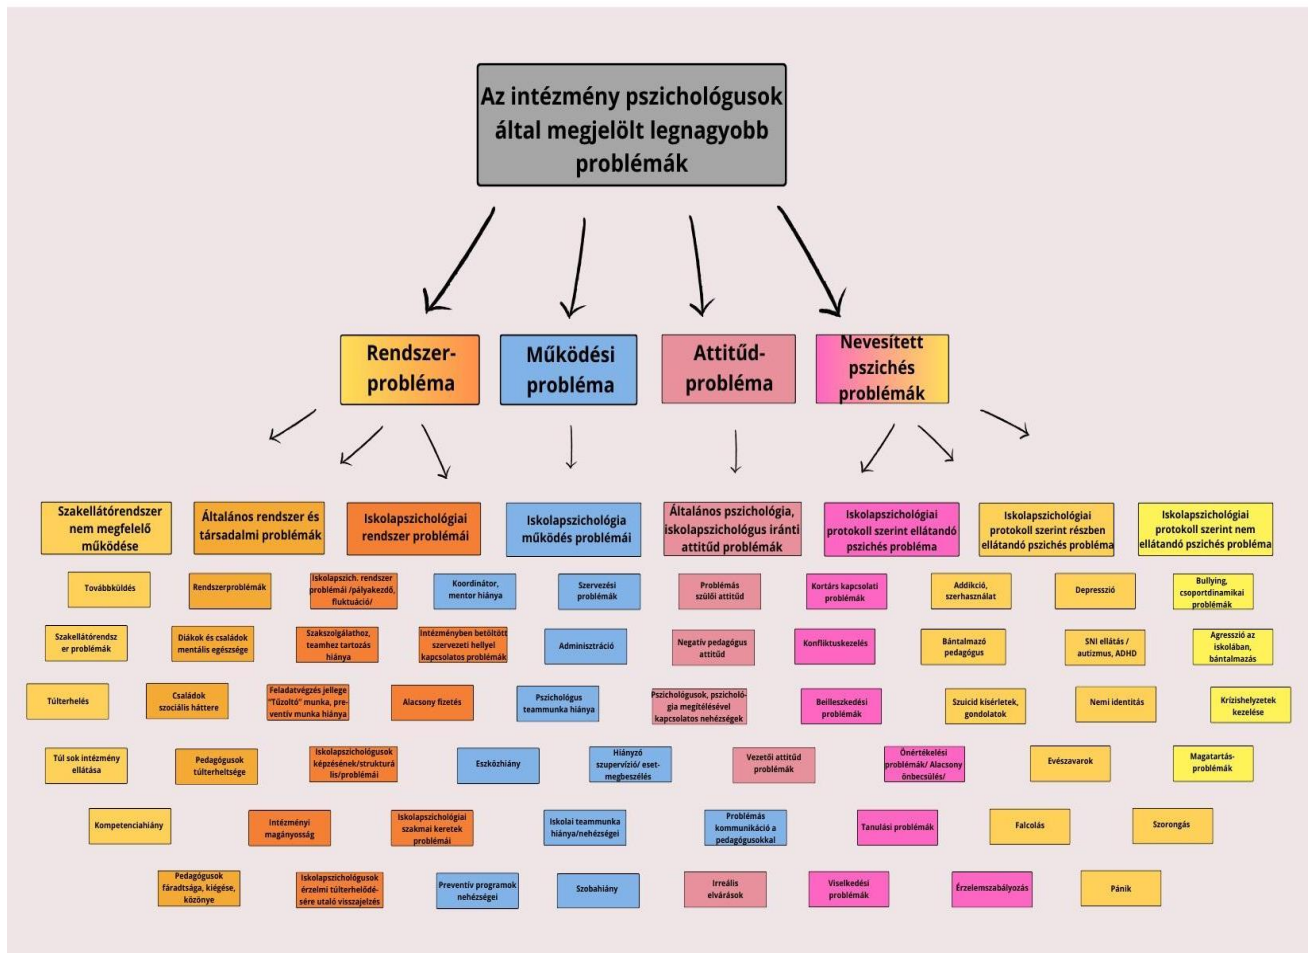 Az intézmény pszichológusok
által megjelölt legnagyobb
problémák
Rendszer-
probléma
Működési
probléma
Attitűd-
probléma
Nevesített
pszichés
problémák
Szakellátórendszer
nem megfelelő
működése
Általános rendszer és
társadalmi problémák
Iskolapszichológiai
rendszer problémái
Iskolapszichológia
működés problémái
Általános pszichológia,
iskolapszichológus iránti
attitűd problémák
Iskolapszichológiai
protokoll szerint ellátandó
pszichés probléma
Iskolapszichológiai
protokoll szerint részben
ellátandó pszichés probléma
Iskolapszichológiai
protokoll szerint nem
ellátandó pszichés probléma
Továbbküldés
Rendszerproblémák
Iskolapszich. rendszer
problémái /pályakezdő,
fluktuáció/
Koordinátor,
mentor hiánya
Szervezési
problémák
Problémás
szülői attitűd
Kortárs kapcsolati
problémák
Addikció,
szerhasználat
Depresszió
Bullying,
csoportdinamikai
problémák
Szakellátórendsz
er problémák
Diákok és családok
mentális egészsége
Szakszolgálathoz,
teamhez tartozás
hiánya
Intézményben betöltött
szervezeti hellyel
kapcsolatos problémák
Adminisztráció
Negatív pedagógus
attitűd
Konfliktuskezelés
Bántalmazó
pedagógus
SNI ellátás /
autizmus, ADHD
Agresszió az
iskolában,
bántalmazás
Túlterhelés
Családok
szociális háttere
Feladatvégzés jellege
"Tűzoltó" munka, pre-
ventív munka hiánya
Alacsony fizetés
Pszichológus
teammunka hiánya
Pszichológusok, pszicholó-
gia megítélésével
kapcsolatos nehézségek
Beilleszkedési
problémák
Szuicid kísérletek,
gondolatok
Nemi identitás
Krízishelyzetek
kezelése
Túl sok intézmény
ellátása
Pedagógusok
túlterheltsége
Iskolapszichológusok
képzésének/strukturá
lis/problémái
Eszközhiány
Hiányzó
szupervízió/ eset-
megbeszélés
Vezetői attitűd
problémák
Önértékelési
problémák/ Alacsony
önbecsülés/
Evészavarok
Magatartás-
problémák
Kompetenciahiány
Intézményi
magányosság
Iskolapszichológiai
szakmai keretek
problémái
Iskolai teammunka
hiánya/nehézségei
Problémás
kommunikáció a
pedagógusokkal
Tanulási problémák
Falcolás
Szorongás
Pedagógusok
fáradtsága, kiégése,
közönye
Iskolapszichológusok
érzelmi túlterhelődé-
sére utaló visszajelzés
Preventív programok
nehézségei
Szobahiány
Irreális
elvárások
Viselkedési
problémák
Érzelemszabályozás
Pánik